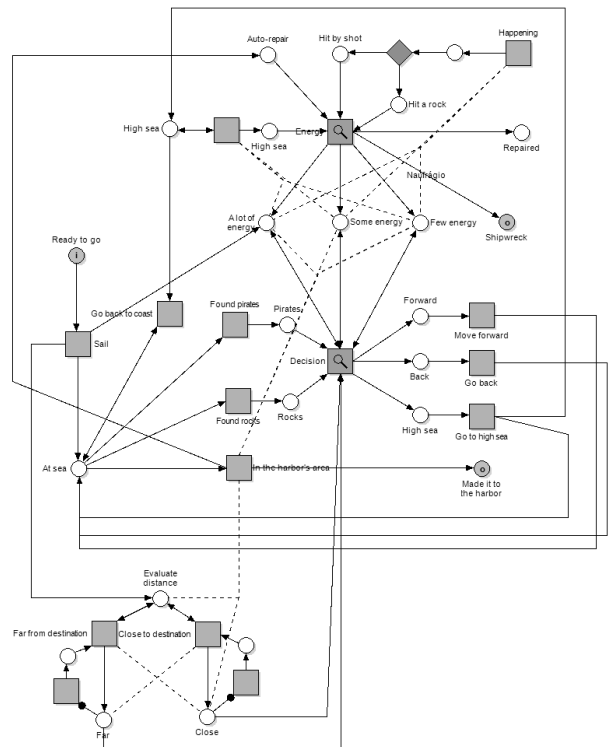 Happening
Auto-repair
Hit by shot
Hit a rock
High sea
High sea
Energy
Repaired
Naufrágio
A lot of
energy
Some energy
Few energy
Shipwreck
Ready to go
i
o
Go back to coast
Found pirates
Pirates
Forward
Move forward
Sail
Decision
Back
Go back
Found rocks
Rocks
High sea
Go to high sea
At sea
In the harbor's area
o
Made it to
the harbor
Evaluate
distance
Far from destination
Close to destination
Far
Close